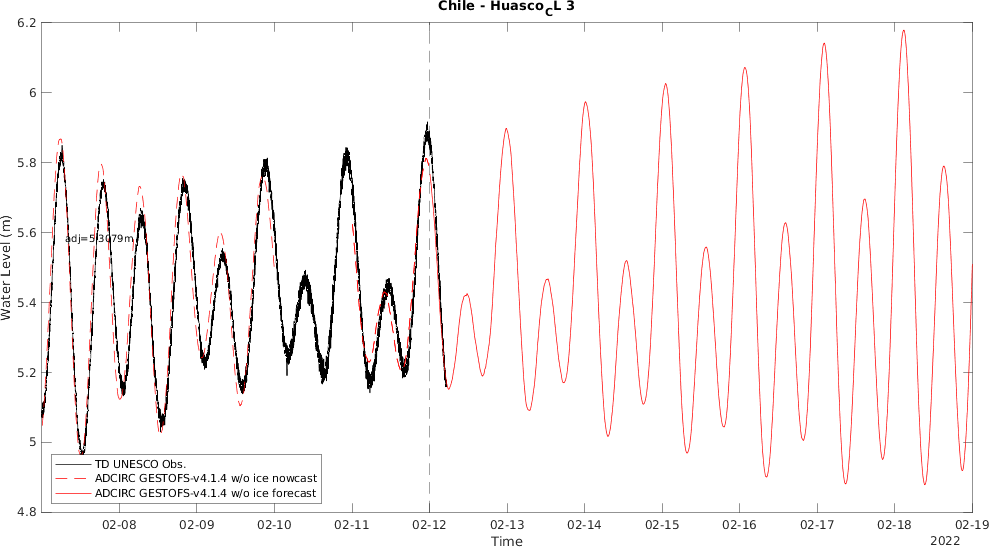 Chile - HuascoCL 3
6.2
6
5.8
5.6
5.4
5.2
5
4.8
Water Level (m)
adj=5.3079m
TD UNESCO Obs.
ADCIRC GESTOFS-v4.1.4 w/o ice nowcast
ADCIRC GESTOFS-v4.1.4 w/o ice forecast
02-08 02-09 02-10 02-11 02-12 02-13 02-14 02-15 02-16 02-17 02-18 02-19
Time
2022